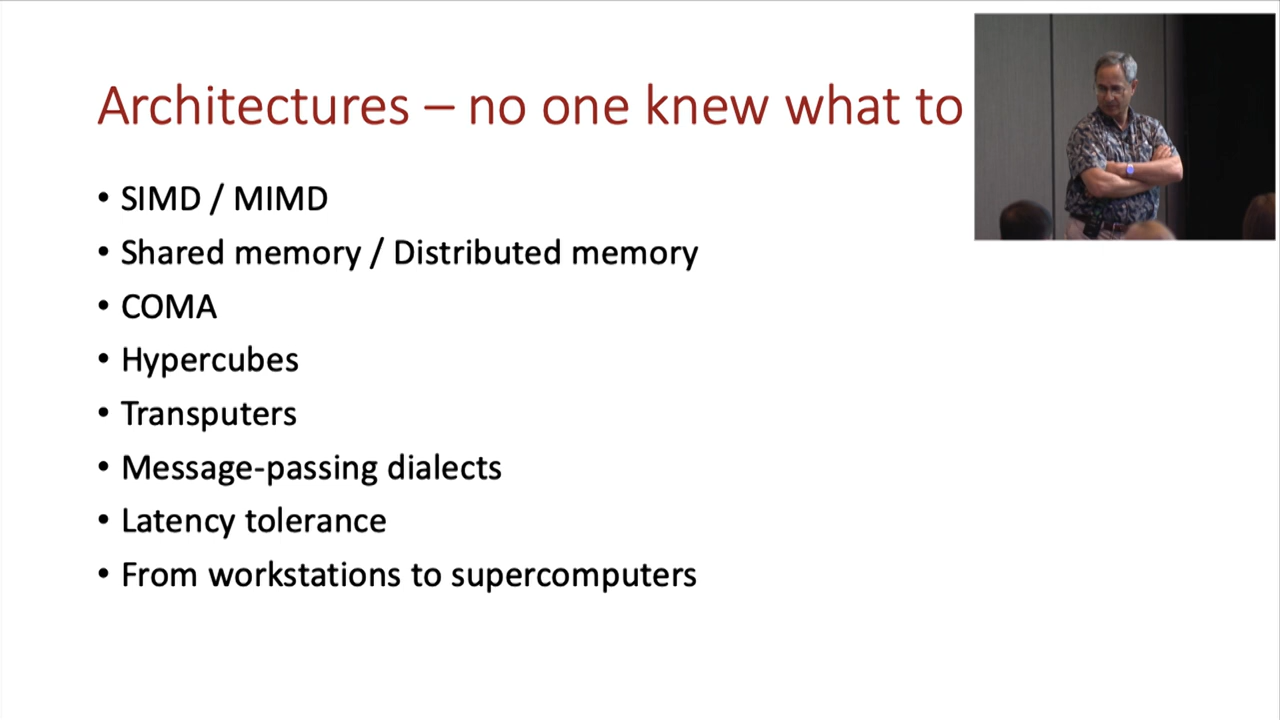 Architectures – no one knew what to
• SIMD / MIMD
• Shared memory / Distributed memory
• COMA
• Hypercubes
• Transputers
• Message-passing dialects
• Latency tolerance
• From workstations to supercomputers